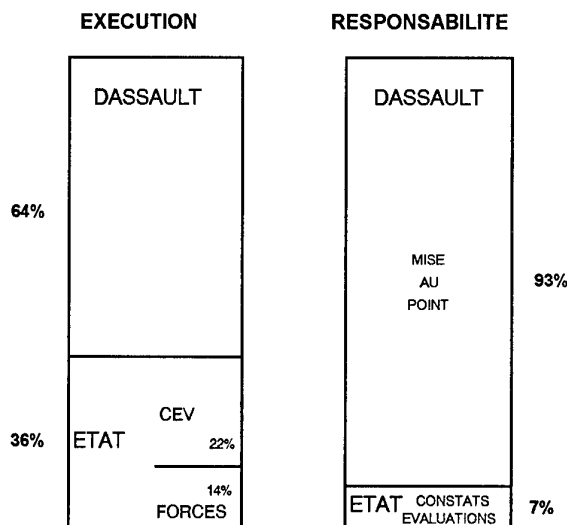 EXECUTION
RESPONSABILITE
DASSAULT
DASSAULT
64%
MISE
AU
POINT
93%
CEV
36%
ETAT
22%
14%
FORCES
ETAT
CONSTATS
EVALUATIONS
7%